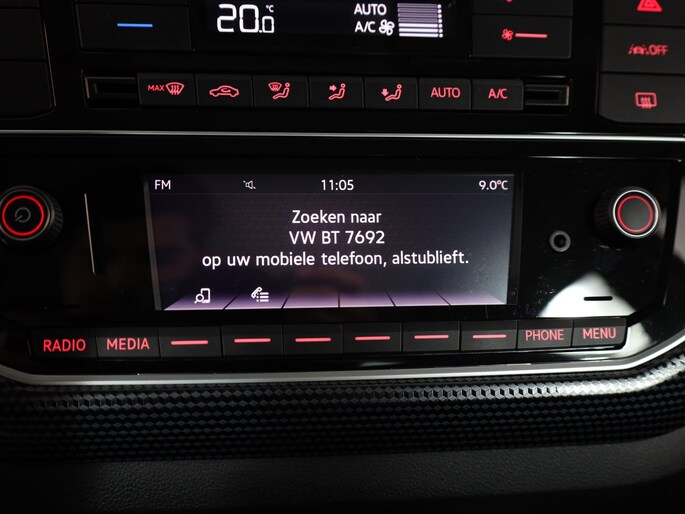 20.0
AUTO
A/C
MAX
AUTO
A/C
OFF
FM
11:05
9.0°C
Zoeken naar
VW BT 7692
op uw mobiele telefoon, alstublieft.
RADIO
MEDIA
PHONE
MENU